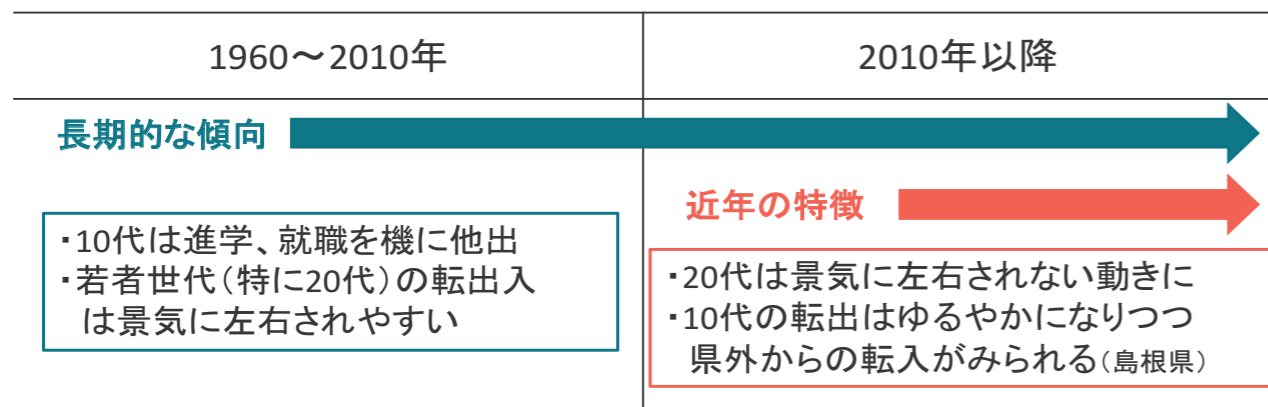 1960～2010年
2010年以降
長期的な傾向
近年の特徴
・10代は進学、就職を機に他出
・若者世代（特に20代）の転出入
は景気に左右されやすい
・20代は景気に左右されない動きに
・10代の転出はゆるやかになりつつ
県外からの転入がみられる（島根県）